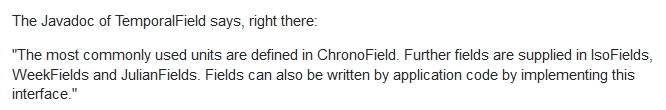 The Javadoc of TemporalField says, right there:
"The most commonly used units are defined in ChronoField. Further fields are supplied in IsoFields,
WeekFields and JulianFields. Fields can also be written by application code by implementing this
interface."